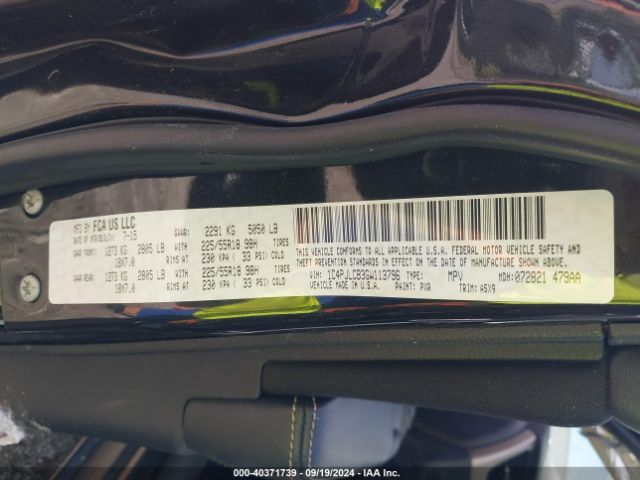 MFD BY FCA US LLC
DATE OF MFR 7-15 GVWR: 2291 KG 5050 LB
GAWR FRONT: 1273 KG 2805 LB WITH 225/55R18 98H TIRES
18X7.0 RIMS AT 230 KPA ( 33 PSI) COLD
GAWR REAR: 1273 KG 2805 LB WITH 225/55R18 98H TIRES
18X7.0 RIMS AT 230 KPA ( 33 PSI) COLD
THIS VEHICLE CONFORMS TO ALL APPLICABLE U.S.A. FEDERAL MOTOR VEHICLE SAFETY AND
THEFT PREVENTION STANDARDS IN EFFECT ON THE DATE OF MANUFACTURE SHOWN ABOVE.
VIN: 1C4PJLCB3GW113796 TYPE: MPV MDH: 072821 479AA
VEHICLE MADE IN U.S.A. PAINT: PXR TRIM: A5X9
00-40371739 - 09/19/2024 - IAA Inc.